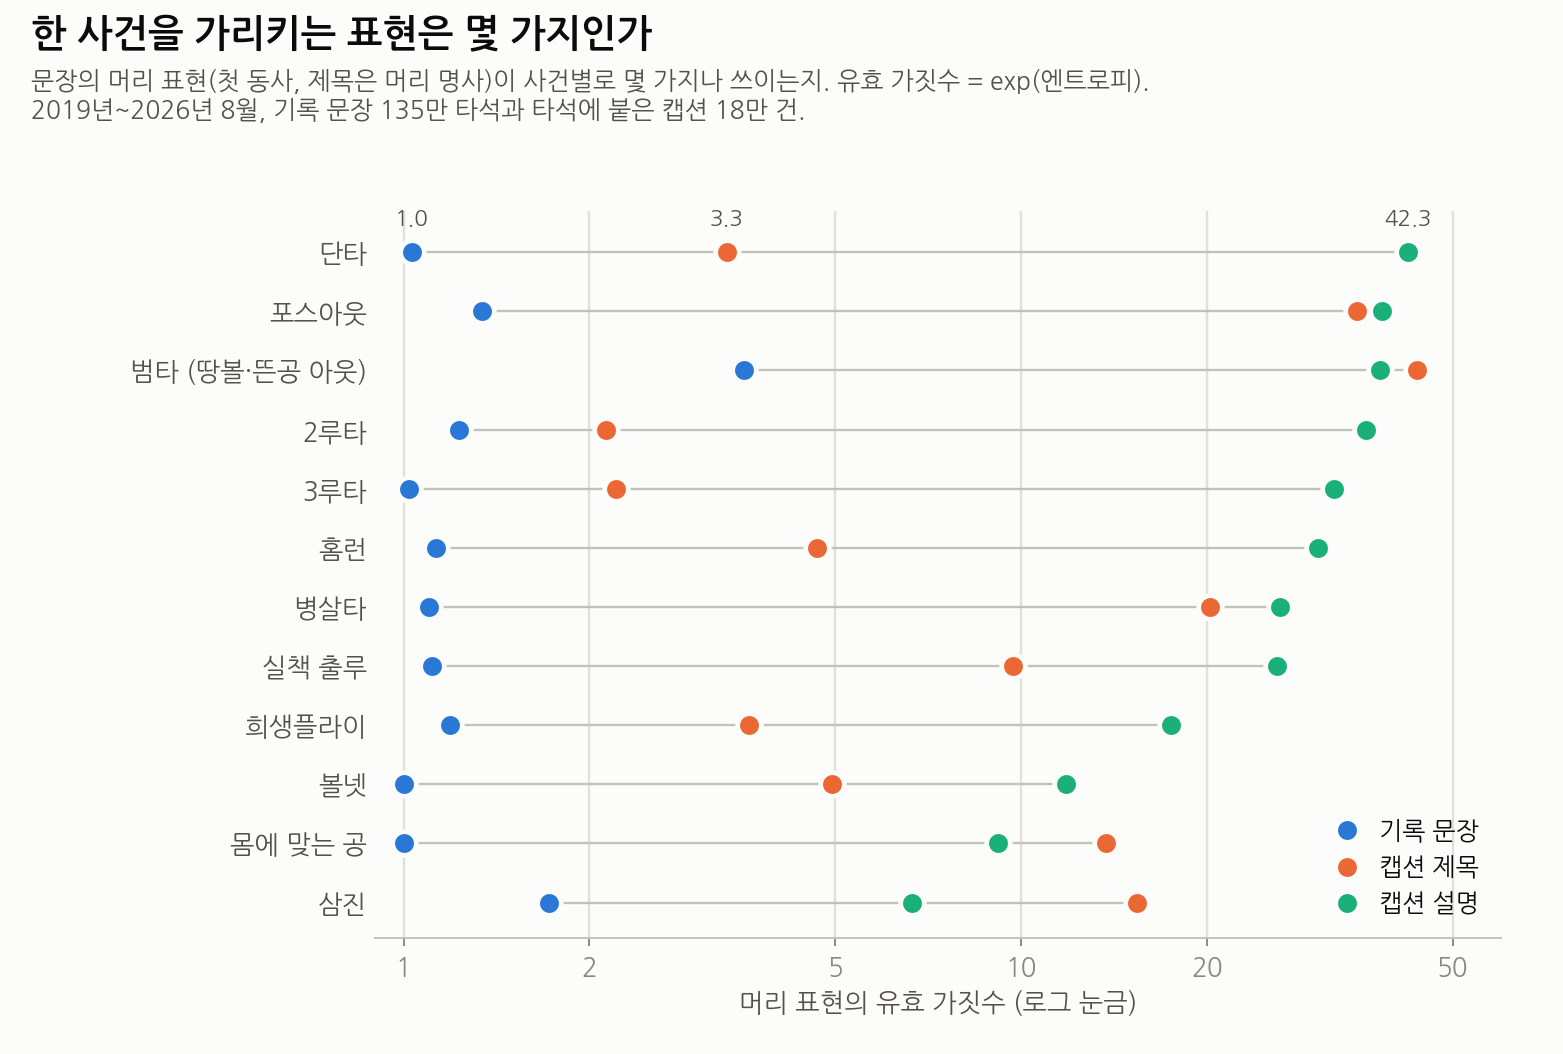 한 사건을 가리키는 표현은 몇 가지인가
문장의 머리 표현(첫 동사, 제목은 머리 명사)이 사건별로 몇 가지나 쓰이는지. 유효 가짓수 = exp(엔트로피).
2019년~2026년 8월, 기록 문장 135만 타석과 타석에 붙은 캡션 18만 건.
1.0 3.3 42.3
단타
포스아웃
범타 (땅볼·뜬공 아웃)
2루타
3루타
홈런
병살타
실책 출루
희생플라이
볼넷
몸에 맞는 공
삼진
기록 문장
캡션 제목
캡션 설명
1 2 5 10 20 50
머리 표현의 유효 가짓수 (로그 눈금)